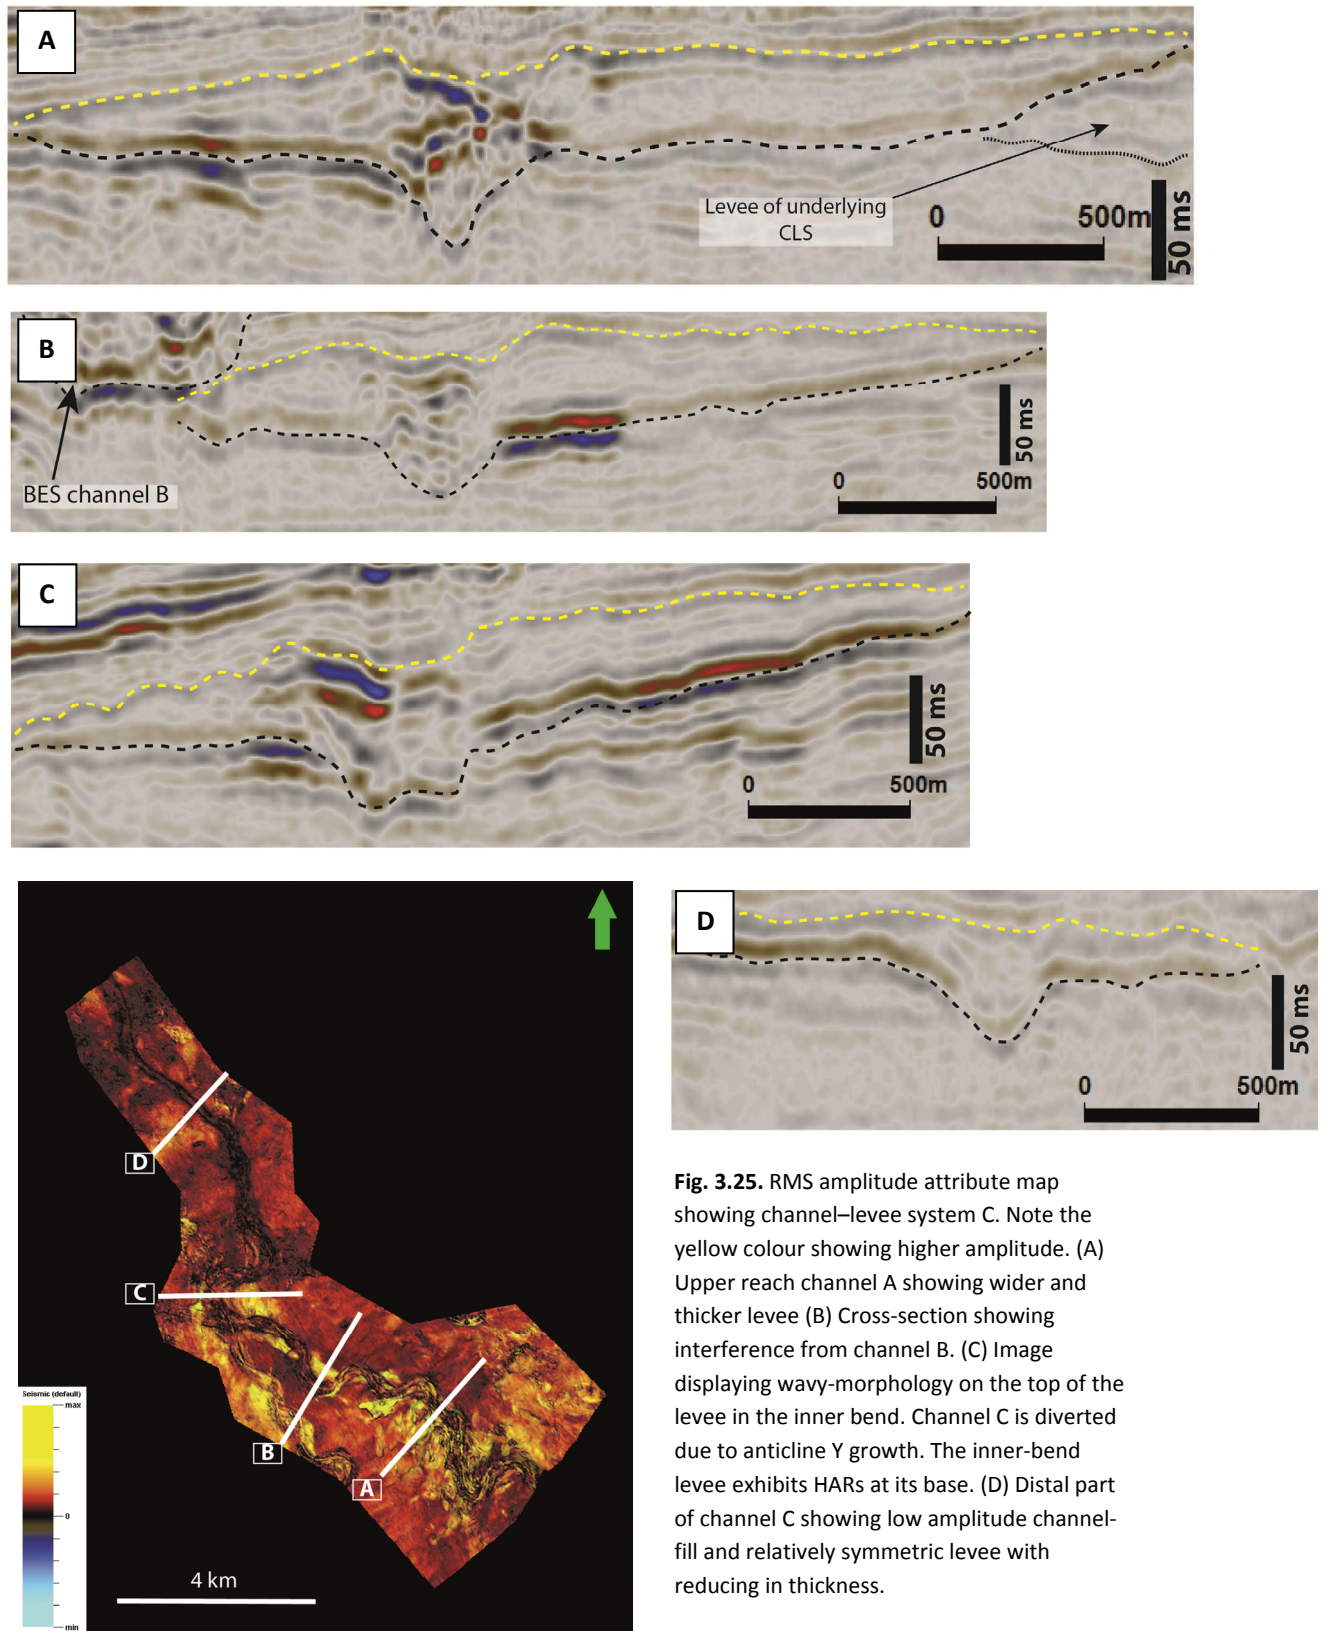 A
Levee of underlying
CLS
0
500m
50 ms
B
BES channel B
0
500m
50 ms
C
0
500m
50 ms
D
C
B
A
Seismic (default)
max
0
min
4 km
D
0
500m
50 ms
Fig. 3.25. RMS amplitude attribute map
showing channel–levee system C. Note the
yellow colour showing higher amplitude. (A)
Upper reach channel A showing wider and
thicker levee (B) Cross-section showing
interference from channel B. (C) Image
displaying wavy-morphology on the top of the
levee in the inner bend. Channel C is diverted
due to anticline Y growth. The inner-bend
levee exhibits HARs at its base. (D) Distal part
of channel C showing low amplitude channel-
fill and relatively symmetric levee with
reducing in thickness.